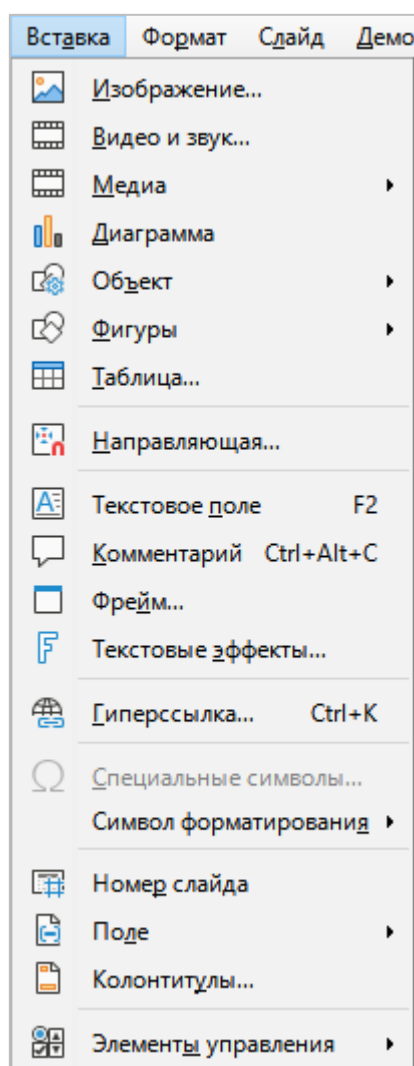 Вставка Формат Слайд Демо
Изображение...
Видео и звук...
Медиа
Диаграмма
Объект
Фигуры
Таблица...
Направляющая...
Текстовое поле F2
Комментарий Ctrl+Alt+C
Фрейм...
Текстовые эффекты...
Гиперссылка... Ctrl+K
Специальные символы...
Символ форматирования
Номер слайда
Поле
Колонтитулы...
Элементы управления